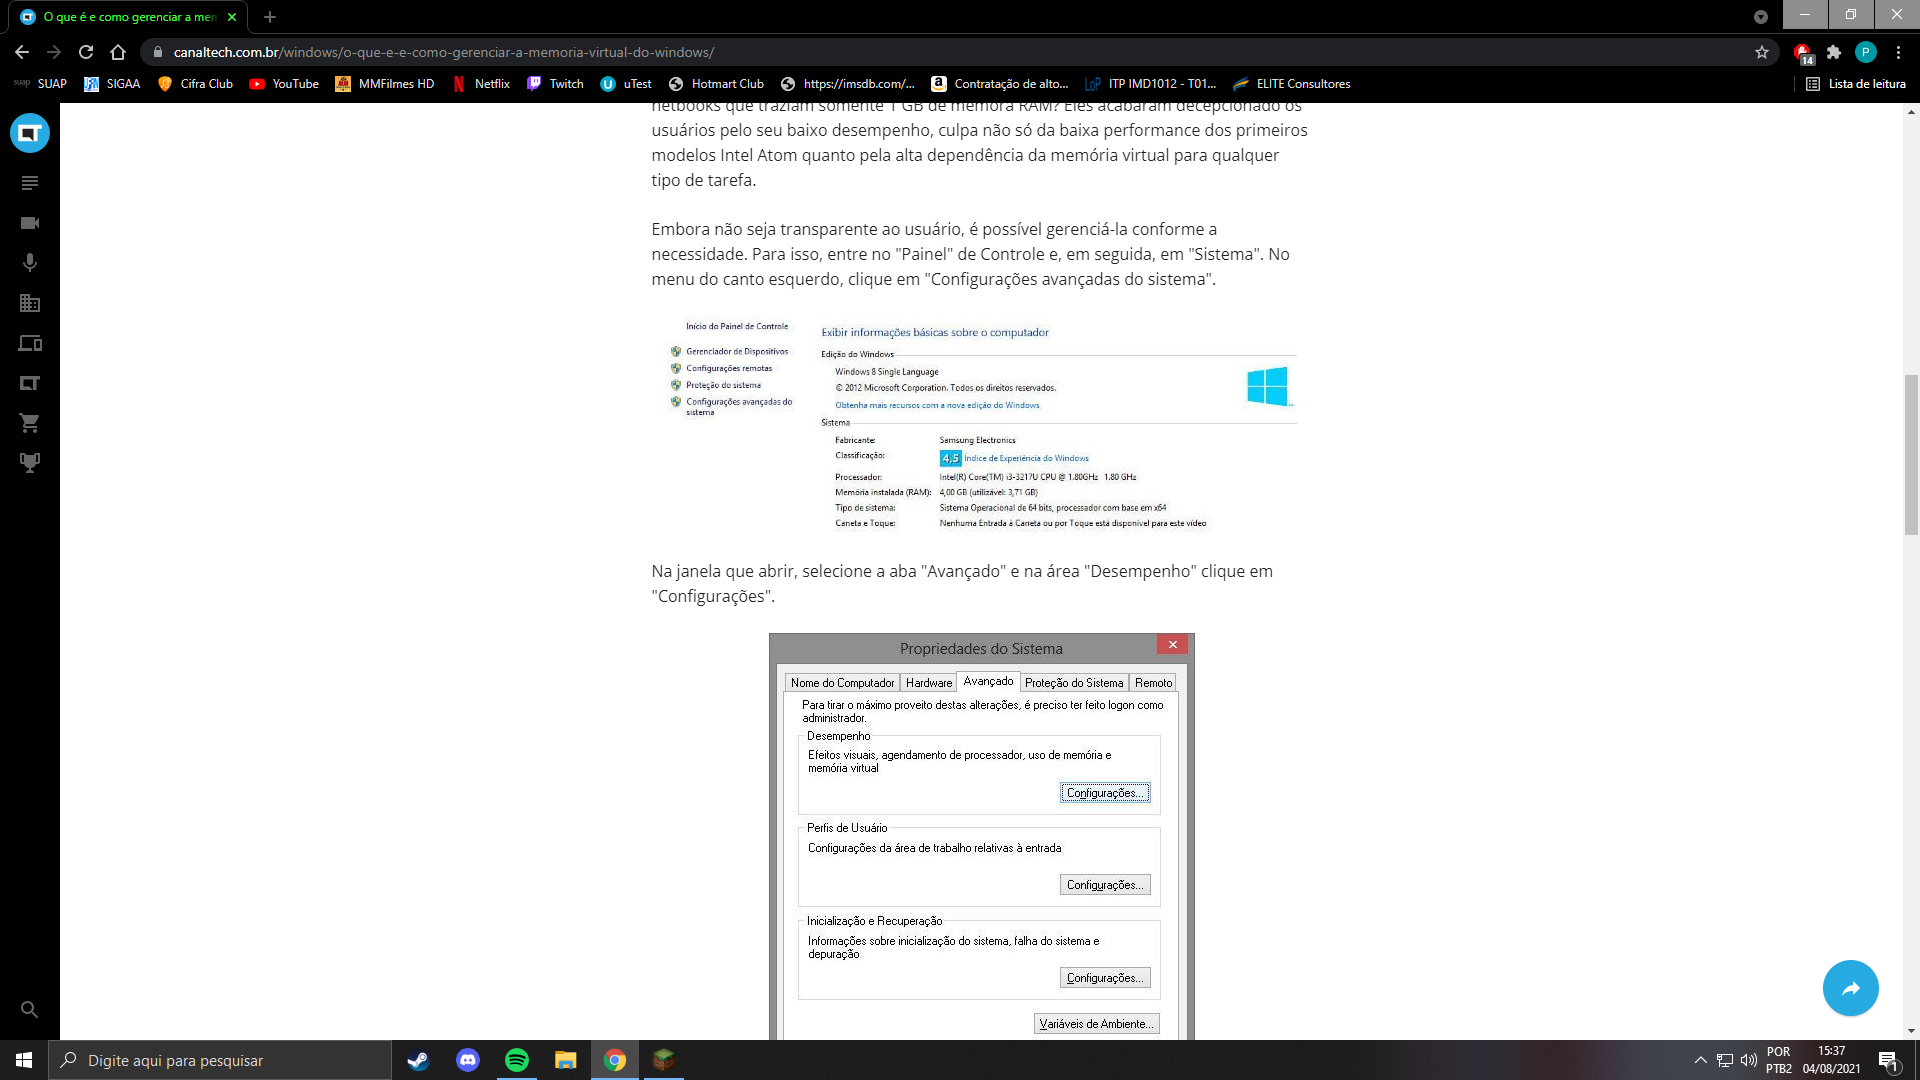 O que é e como gerenciar a mem
canaltech.com.br/windows/o-que-e-e-como-gerenciar-a-memoria-virtual-do-windows/
14
P
suap SUAP
SIGAA
Cifra Club
YouTube
MMFilmes HD
Netflix
Twitch
uTest
Hotmart Club
https://imsdb.com/...
Contratação de alto...
LoP ITP IMD1012 - T01...
ELITE Consultores
Lista de leitura
netbooks que traziam somente 1 GB de memóra RAM? Eles acabaram decepcionado os
usuários pelo seu baixo desempenho, culpa não só da baixa performance dos primeiros
modelos Intel Atom quanto pela alta dependência da memória virtual para qualquer
tipo de tarefa.
Embora não seja transparente ao usuário, é possível gerenciá-la conforme a
necessidade. Para isso, entre no "Painel" de Controle e, em seguida, em "Sistema". No
menu do canto esquerdo, clique em "Configurações avançadas do sistema".
Início do Painel de Controle
Gerenciador de Dispositivos
Configurações remotas
Proteção do sistema
Configurações avançadas do
sistema
Exibir informações básicas sobre o computador
Edição do Windows
Windows 8 Single Language
© 2012 Microsoft Corporation. Todos os direitos reservados.
Obtenha mais recursos com a nova edição do Windows
Sistema
Fabricante: Samsung Electronics
Classificação: 4,5 Índice de Experiência do Windows
Processador: Intel(R) Core(TM) i3-3217U CPU @ 1.80GHz 1.80 GHz
Memória instalada (RAM): 4,00 GB (utilizável: 3,71 GB)
Tipo de sistema: Sistema Operacional de 64 bits, processador com base em x64
Caneta e Toque: Nenhuma Entrada à Caneta ou por Toque está disponível para este vídeo
Na janela que abrir, selecione a aba "Avançado" e na área "Desempenho" clique em
"Configurações".
Propriedades do Sistema
Nome do Computador
Hardware
Avançado
Proteção do Sistema
Remoto
Para tirar o máximo proveito destas alterações, é preciso ter feito logon como
administrador.
Desempenho
Efeitos visuais, agendamento de processador, uso de memória e
memória virtual
Configurações...
Perfis de Usuário
Configurações da área de trabalho relativas à entrada
Configurações...
Inicialização e Recuperação
Informações sobre inicialização do sistema, falha do sistema e
depuração
Configurações...
Variáveis de Ambiente...
Digite aqui para pesquisar
POR
PTB2
15:37
04/08/2021
1